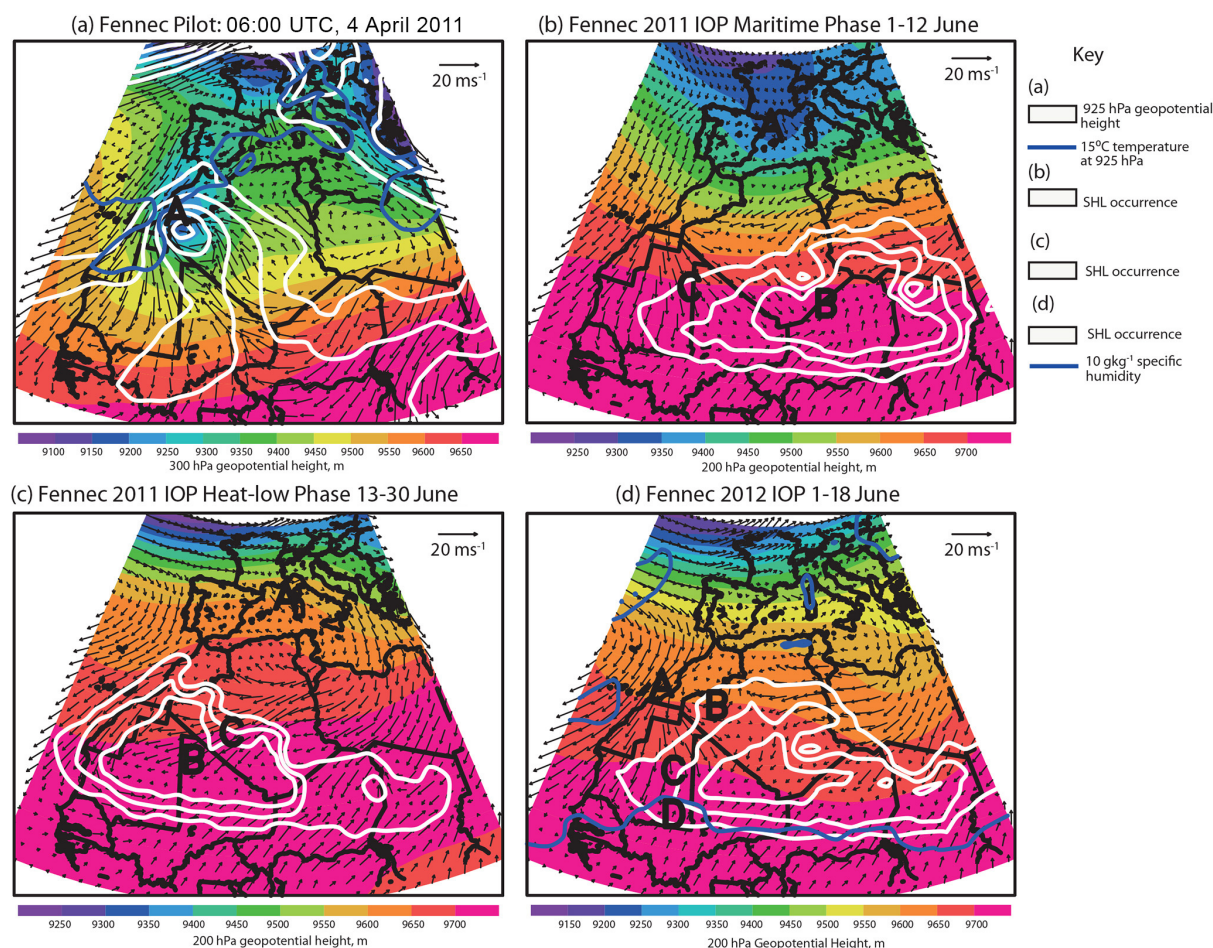 (a) Fennec Pilot: 06:00 UTC, 4 April 2011
20 ms⁻¹
A
9100 9150 9200 9250 9300 9350 9400 9450 9500 9550 9600 9650
300 hPa geopotential height, m
(b) Fennec 2011 IOP Maritime Phase 1-12 June
20 ms⁻¹
A
C
B
9250 9300 9350 9400 9450 9500 9550 9600 9650 9700
200 hPa geopotential height, m
Key
(a)
925 hPa geopotential
height
15⁰C temperature
at 925 hPa
(b)
SHL occurrence
(c)
SHL occurrence
(d)
SHL occurrence
10 gkg⁻¹ specific
humidity
(c) Fennec 2011 IOP Heat-low Phase 13-30 June
20 ms⁻¹
A
C
B
9250 9300 9350 9400 9450 9500 9550 9600 9650 9700
200 hPa geopotential height, m
(d) Fennec 2012 IOP 1-18 June
20 ms⁻¹
A
B
C
D
9150 9200 9250 9300 9350 9400 9450 9500 9550 9600 9650 9700
200 hPa Geopotential Height, m